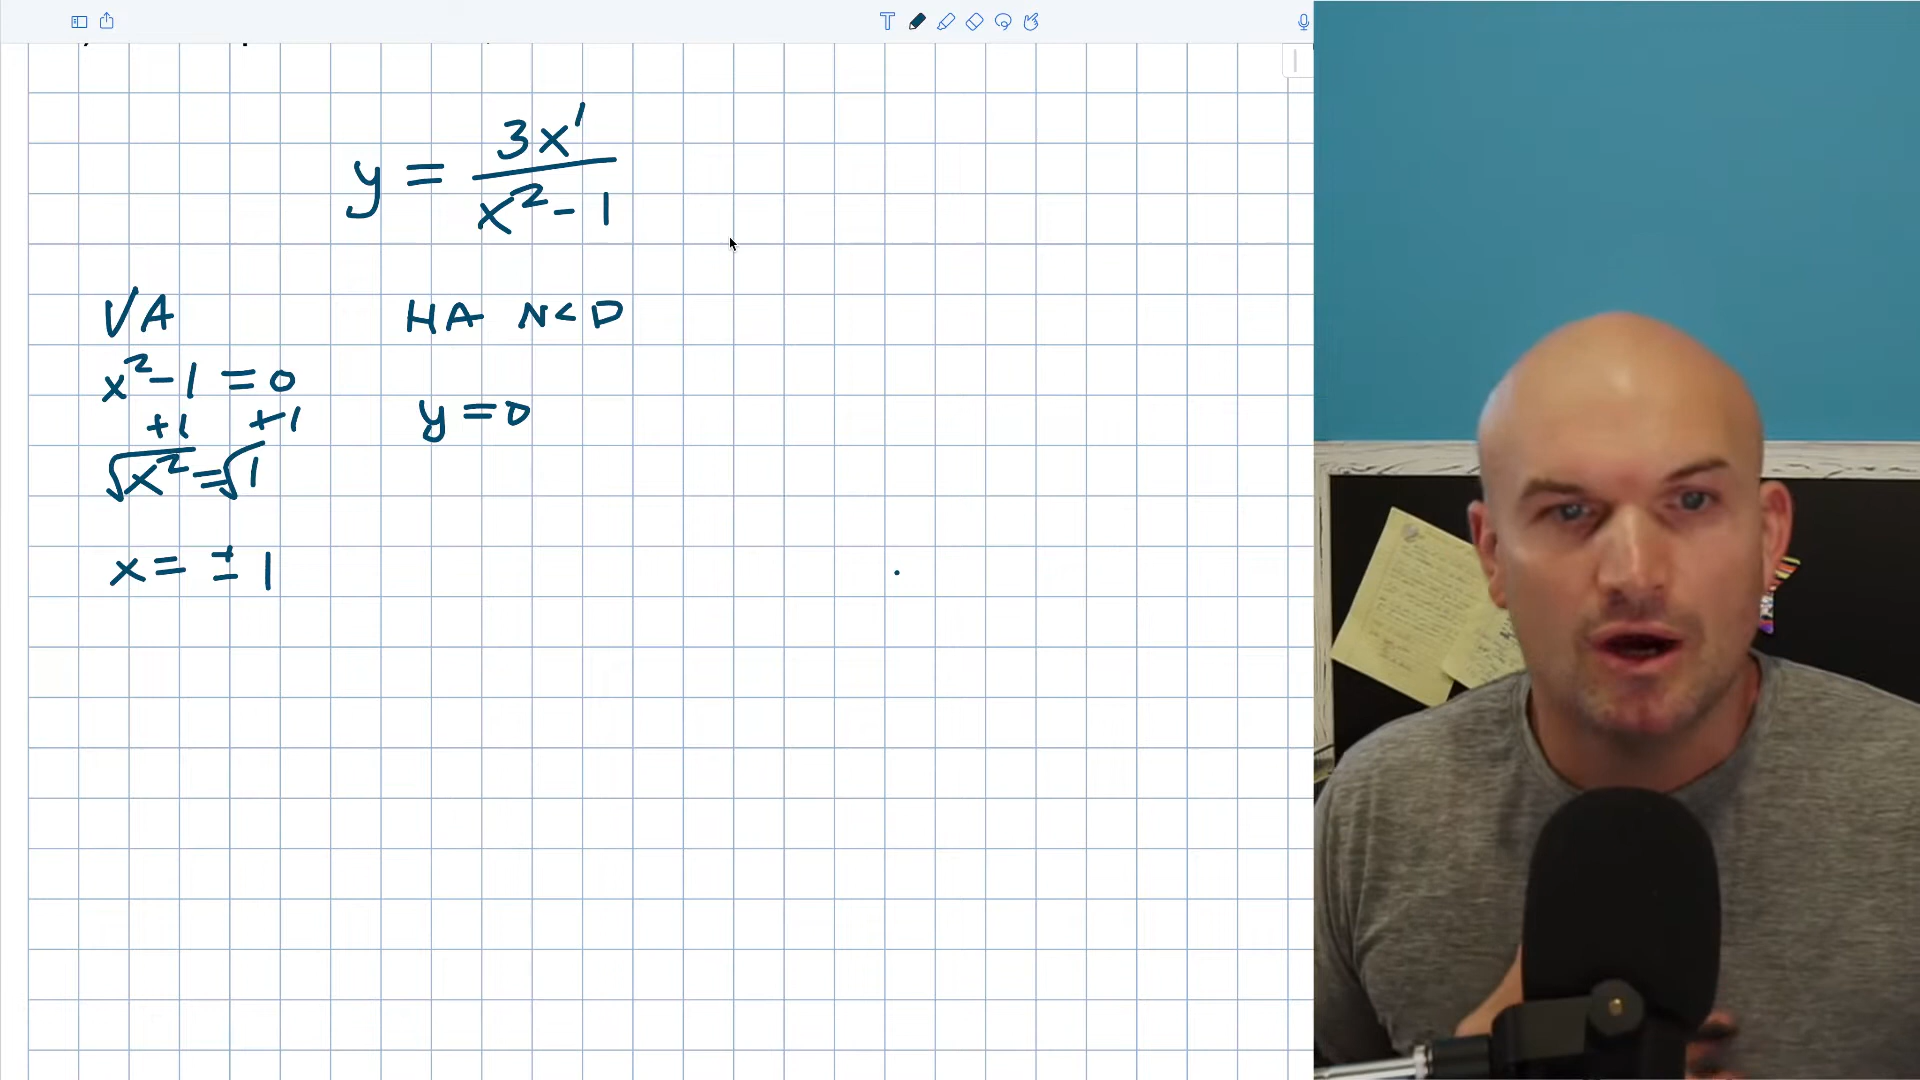 y = 3x¹ / x² - 1
VA
x² - 1 = 0
+1 +1
√x² = √1
x = ± 1
HA N < D
y = 0